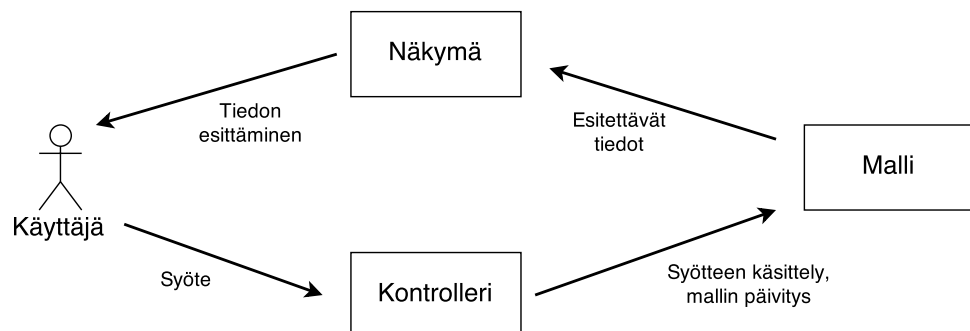 Näkymä
Tiedon
esittäminen
Esitettävät
tiedot
Malli
Käyttäjä
Syöte
Kontrolleri
Syötteen käsittely,
mallin päivitys